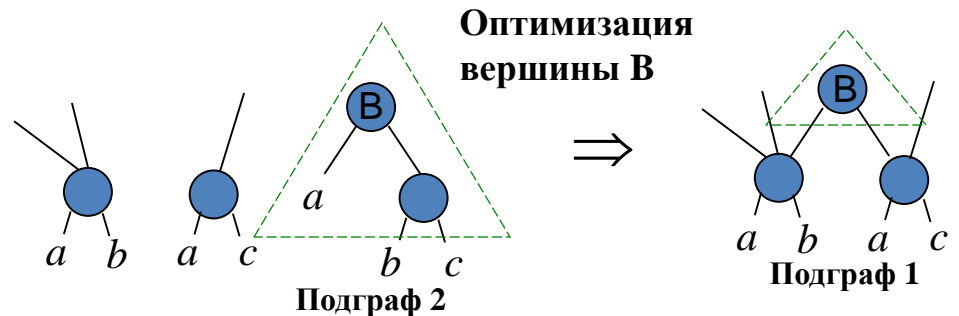 Оптимизация
вершины B
B
B
⇒
a
a b
a c
b c
a b
a c
Подграф 2
Подграф 1